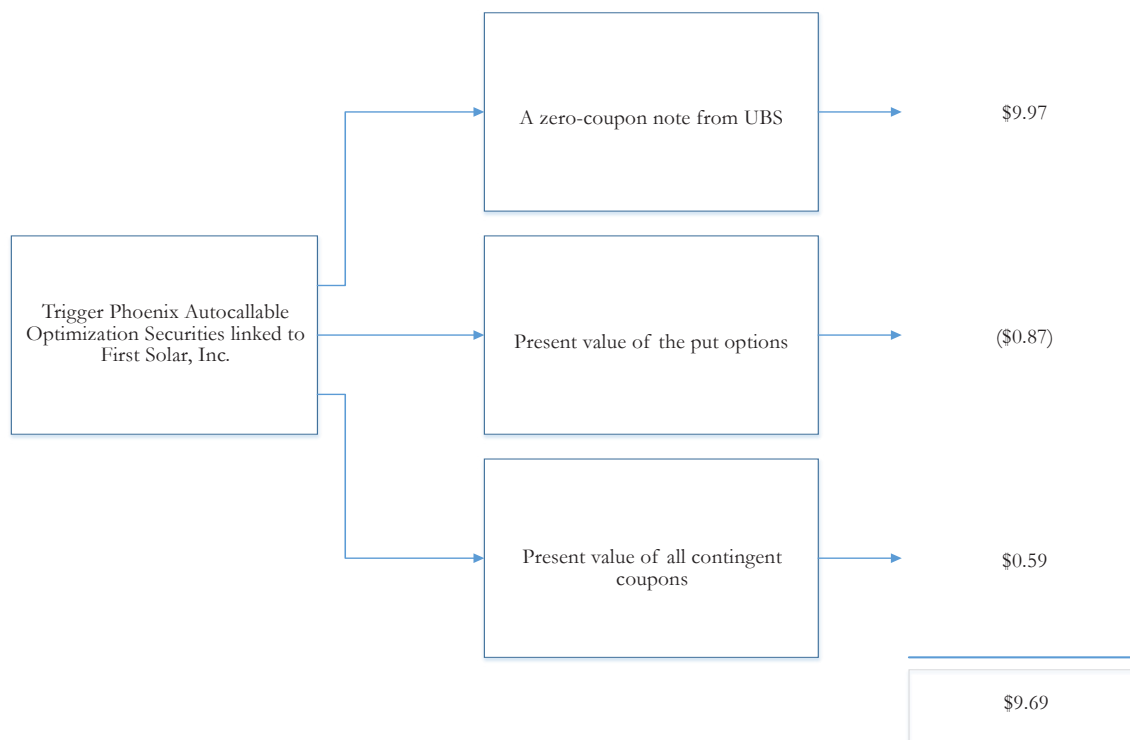 A zero-coupon note from UBS
$9.97
Trigger Phoenix Autocallable
Optimization Securities linked to
First Solar, Inc.
Present value of the put options
($0.87)
Present value of all contingent
coupons
$0.59
$9.69